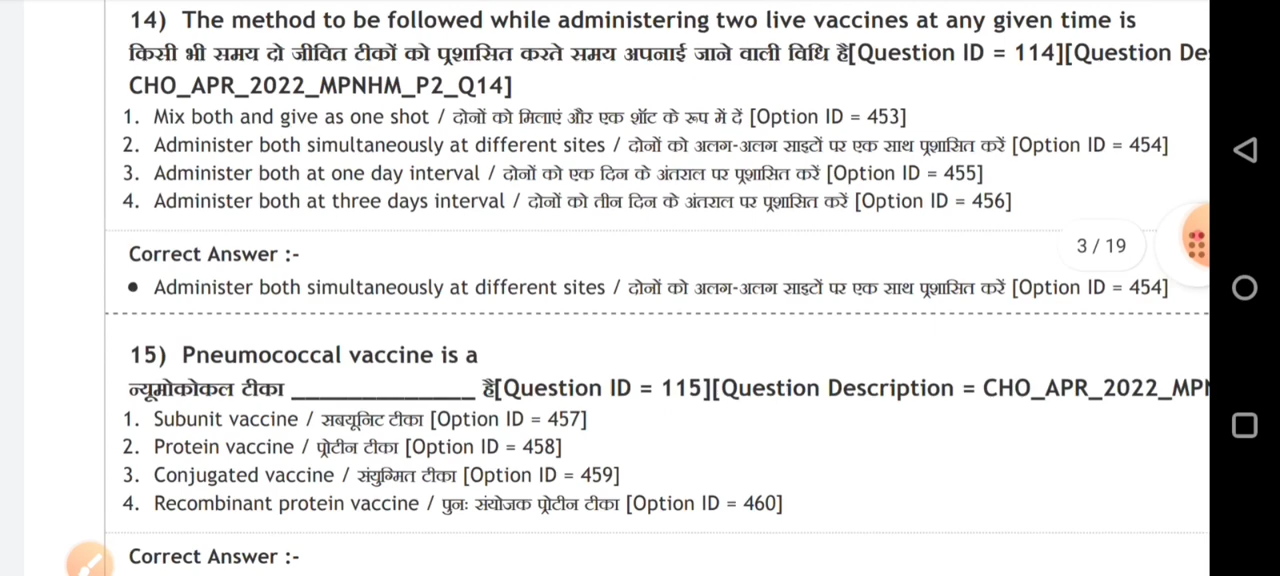 14) The method to be followed while administering two live vaccines at any given time is
किसी भी समय दो जीवित टीकों को प्रशासित करते समय अपनाई जाने वाली विधि है[Question ID = 114][Question De
CHO_APR_2022_MPNHM_P2_Q14]
1. Mix both and give as one shot / दोनों को मिलाएं और एक शॉट के रूप में दें [Option ID = 453]
2. Administer both simultaneously at different sites / दोनों को अलग-अलग साइटों पर एक साथ प्रशासित करें [Option ID = 454]
3. Administer both at one day interval / दोनों को एक दिन के अंतराल पर प्रशासित करें [Option ID = 455]
4. Administer both at three days interval / दोनों को तीन दिन के अंतराल पर प्रशासित करें [Option ID = 456]
3 / 19
Correct Answer :-
• Administer both simultaneously at different sites / दोनों को अलग-अलग साइटों पर एक साथ प्रशासित करें [Option ID = 454]
15) Pneumococcal vaccine is a
न्यूमोकोकल टीका ________________ है[Question ID = 115][Question Description = CHO_APR_2022_MP
1. Subunit vaccine / सबयूनिट टीका [Option ID = 457]
2. Protein vaccine / प्रोटीन टीका [Option ID = 458]
3. Conjugated vaccine / संयुग्मित टीका [Option ID = 459]
4. Recombinant protein vaccine / पुनः संयोजक प्रोटीन टीका [Option ID = 460]
Correct Answer :-